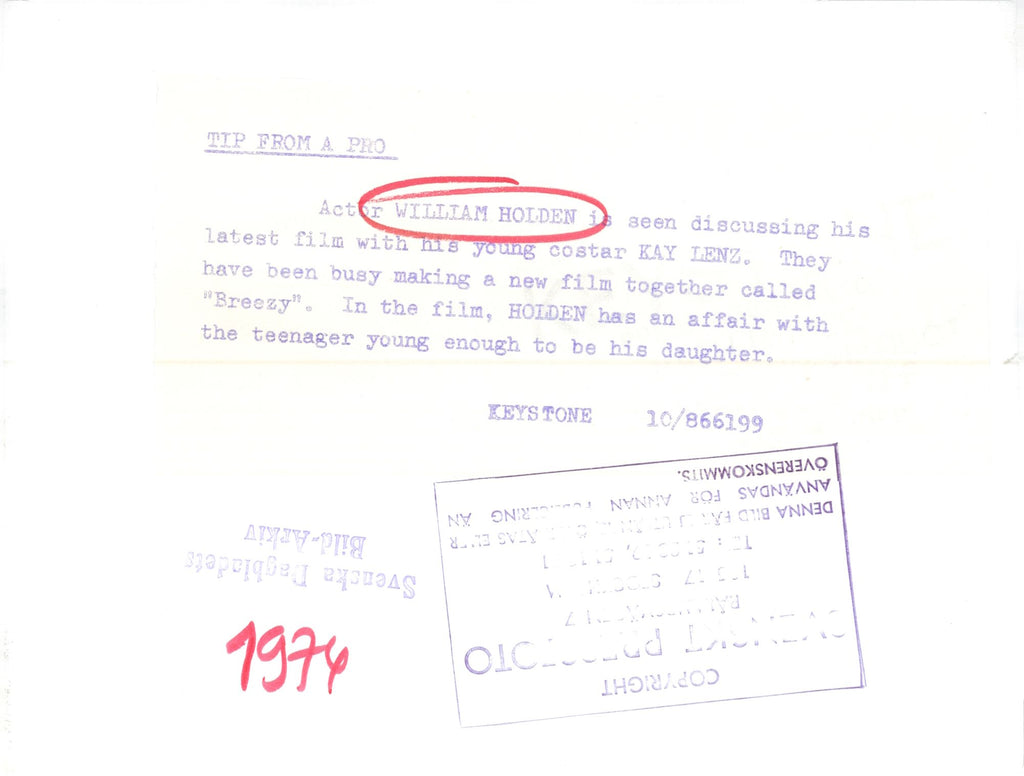 TIP FROM A PRO
Actor WILLIAM HOLDEN is seen discussing his
latest film with his young costar KAY LENZ. They
have been busy making a new film together called
"Breezy". In the film, HOLDEN has an affair with
the teenager young enough to be his daughter.
KEYSTONE 10/866199
Svenska Dagbladets
Bild-Arkiv
1974
COPYRIGHT
SVENSKT PRESSFOTO
DENNA BILD FÅR EJ
ANVÄNDAS FÖR ANNAN PUBLICERING ÄN
ÖVERENSKOMMITS.